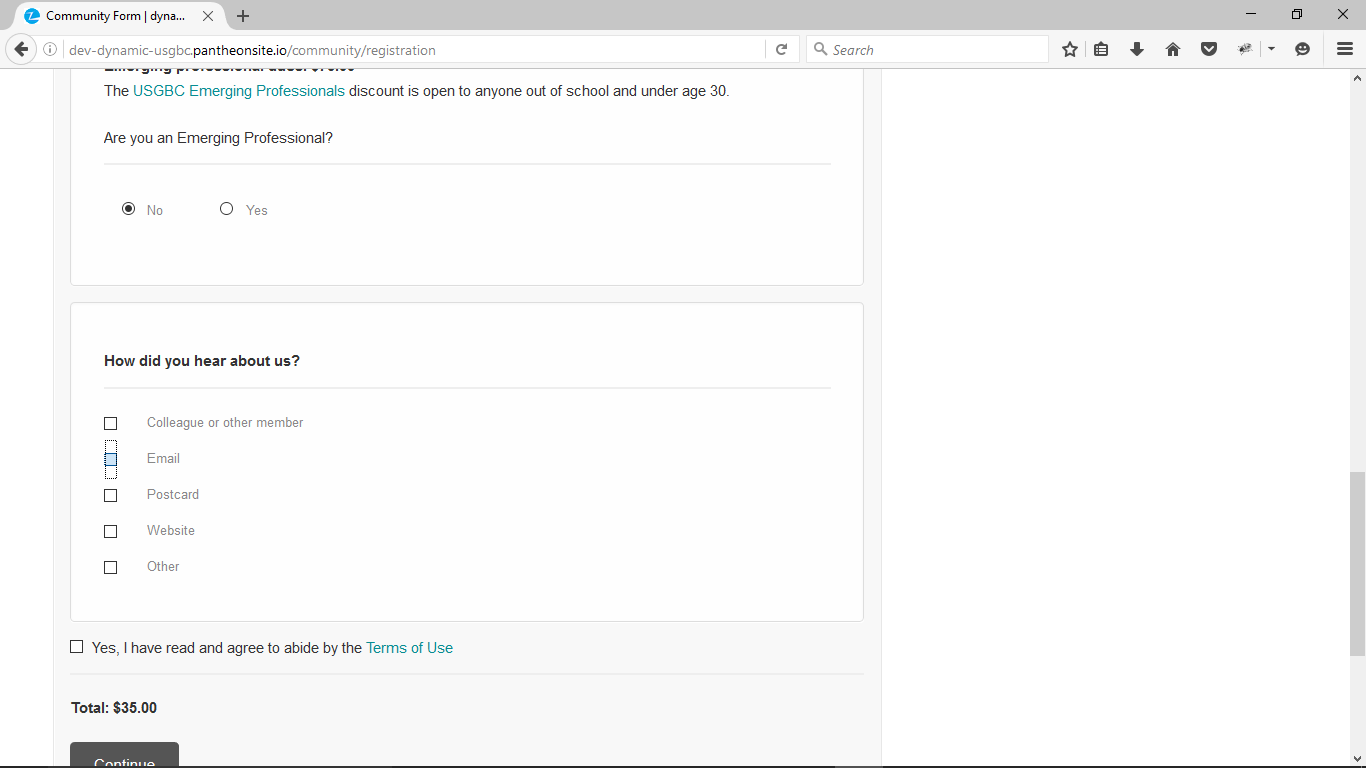 Community Form | dyna...
dev-dynamic-usgbc.pantheonsite.io/community/registration
Search
The USGBC Emerging Professionals discount is open to anyone out of school and under age 30.
Are you an Emerging Professional?
No
Yes
How did you hear about us?
Colleague or other member
Email
Postcard
Website
Other
Yes, I have read and agree to abide by the Terms of Use
Total: $35.00
Continue